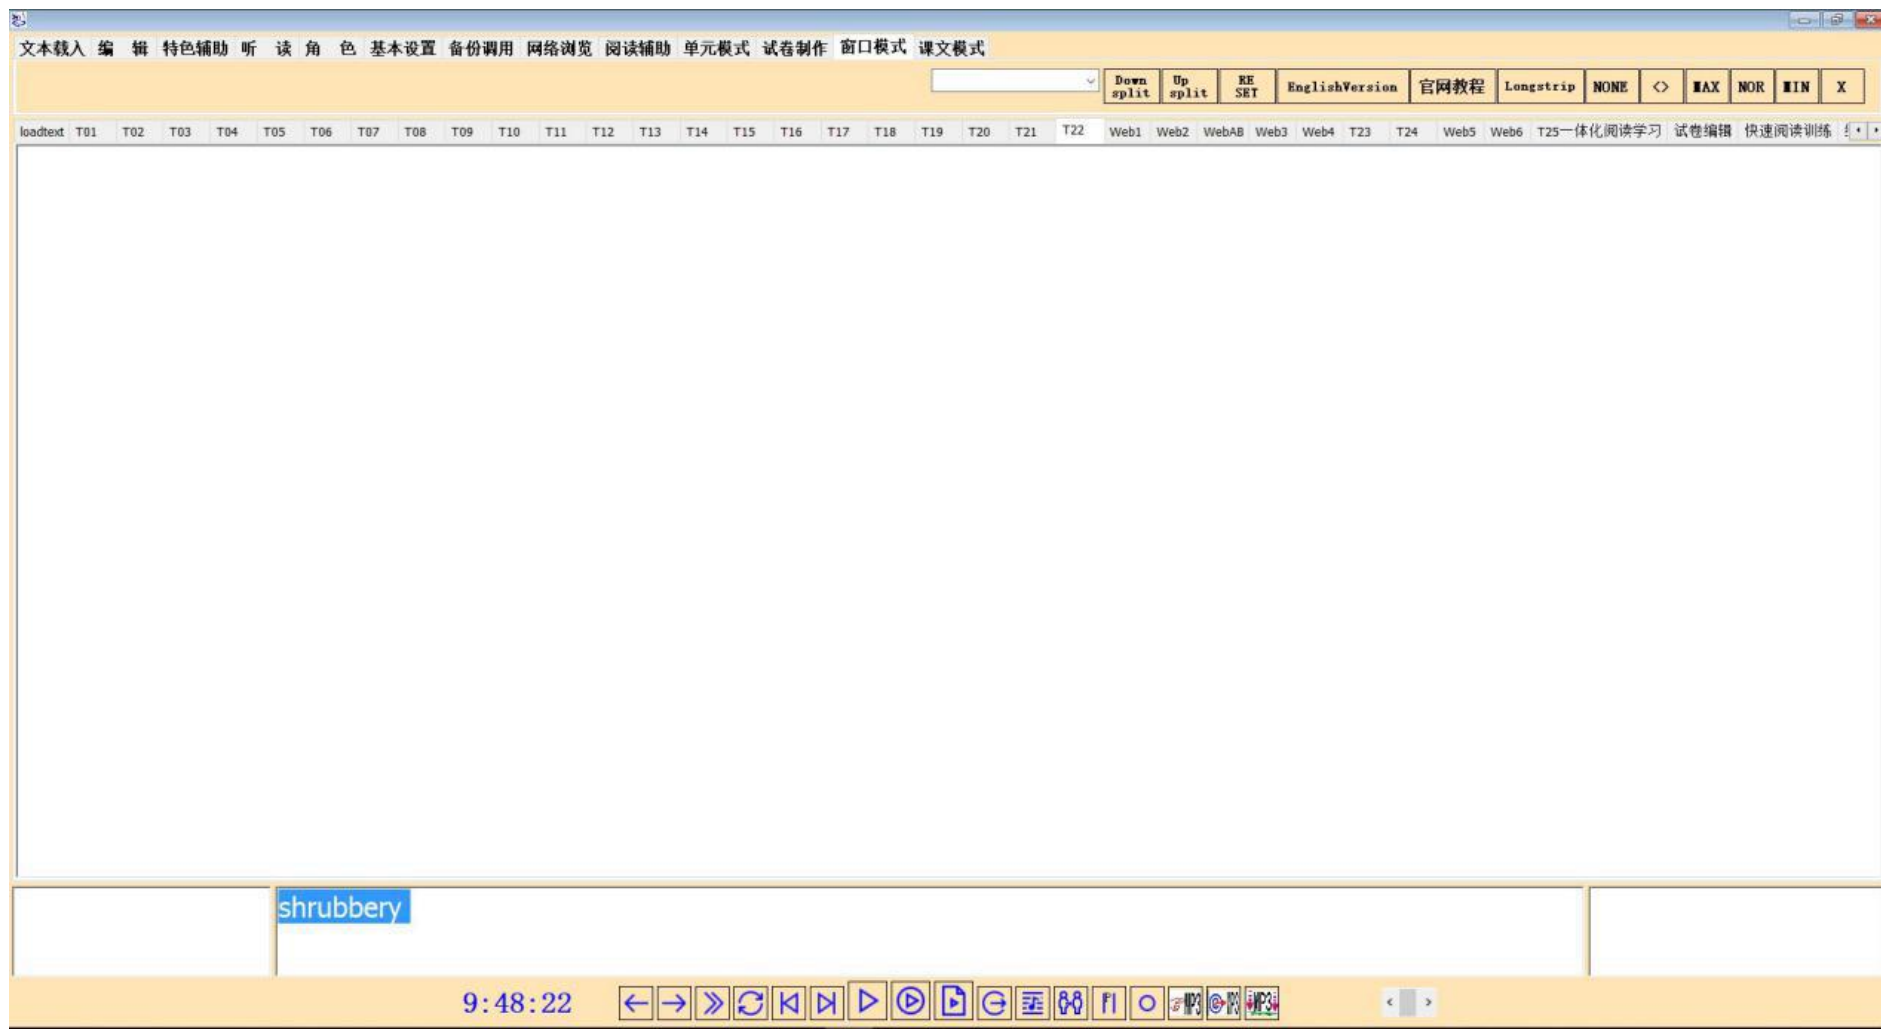 文本载入 编 辑 特色辅助 听 读 角 色 基本设置 备份调用 网络浏览 阅读辅助 单元模式 试卷制作 窗口模式 课文模式
Down split Up split RE SET EnglishVersion 官网教程 Longstrip NONE <> MAX NOR MIN X
loadtext T01 T02 T03 T04 T05 T06 T07 T08 T09 T10 T11 T12 T13 T14 T15 T16 T17 T18 T19 T20 T21 T22 Web1 Web2 WebAB Web3 Web4 T23 T24 Web5 Web6 T25一体化阅读学习 试卷编辑 快速阅读训练
shrubbery
9:48:22 MP3 MP3